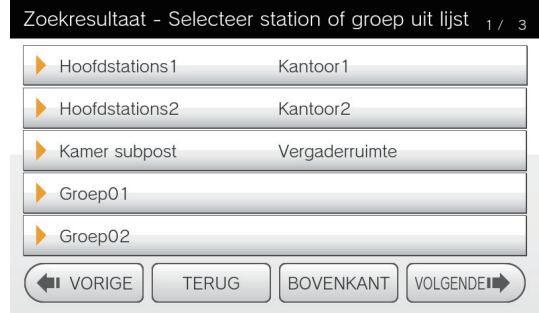 Zoekresultaat - Selecteer station of groep uit lijst 1 / 3
Hoofdstations1 Kantoor1
Hoofdstations2 Kantoor2
Kamer subpost Vergaderruimte
Groep01
Groep02
VORIGE TERUG BOVENKANT VOLGENDE